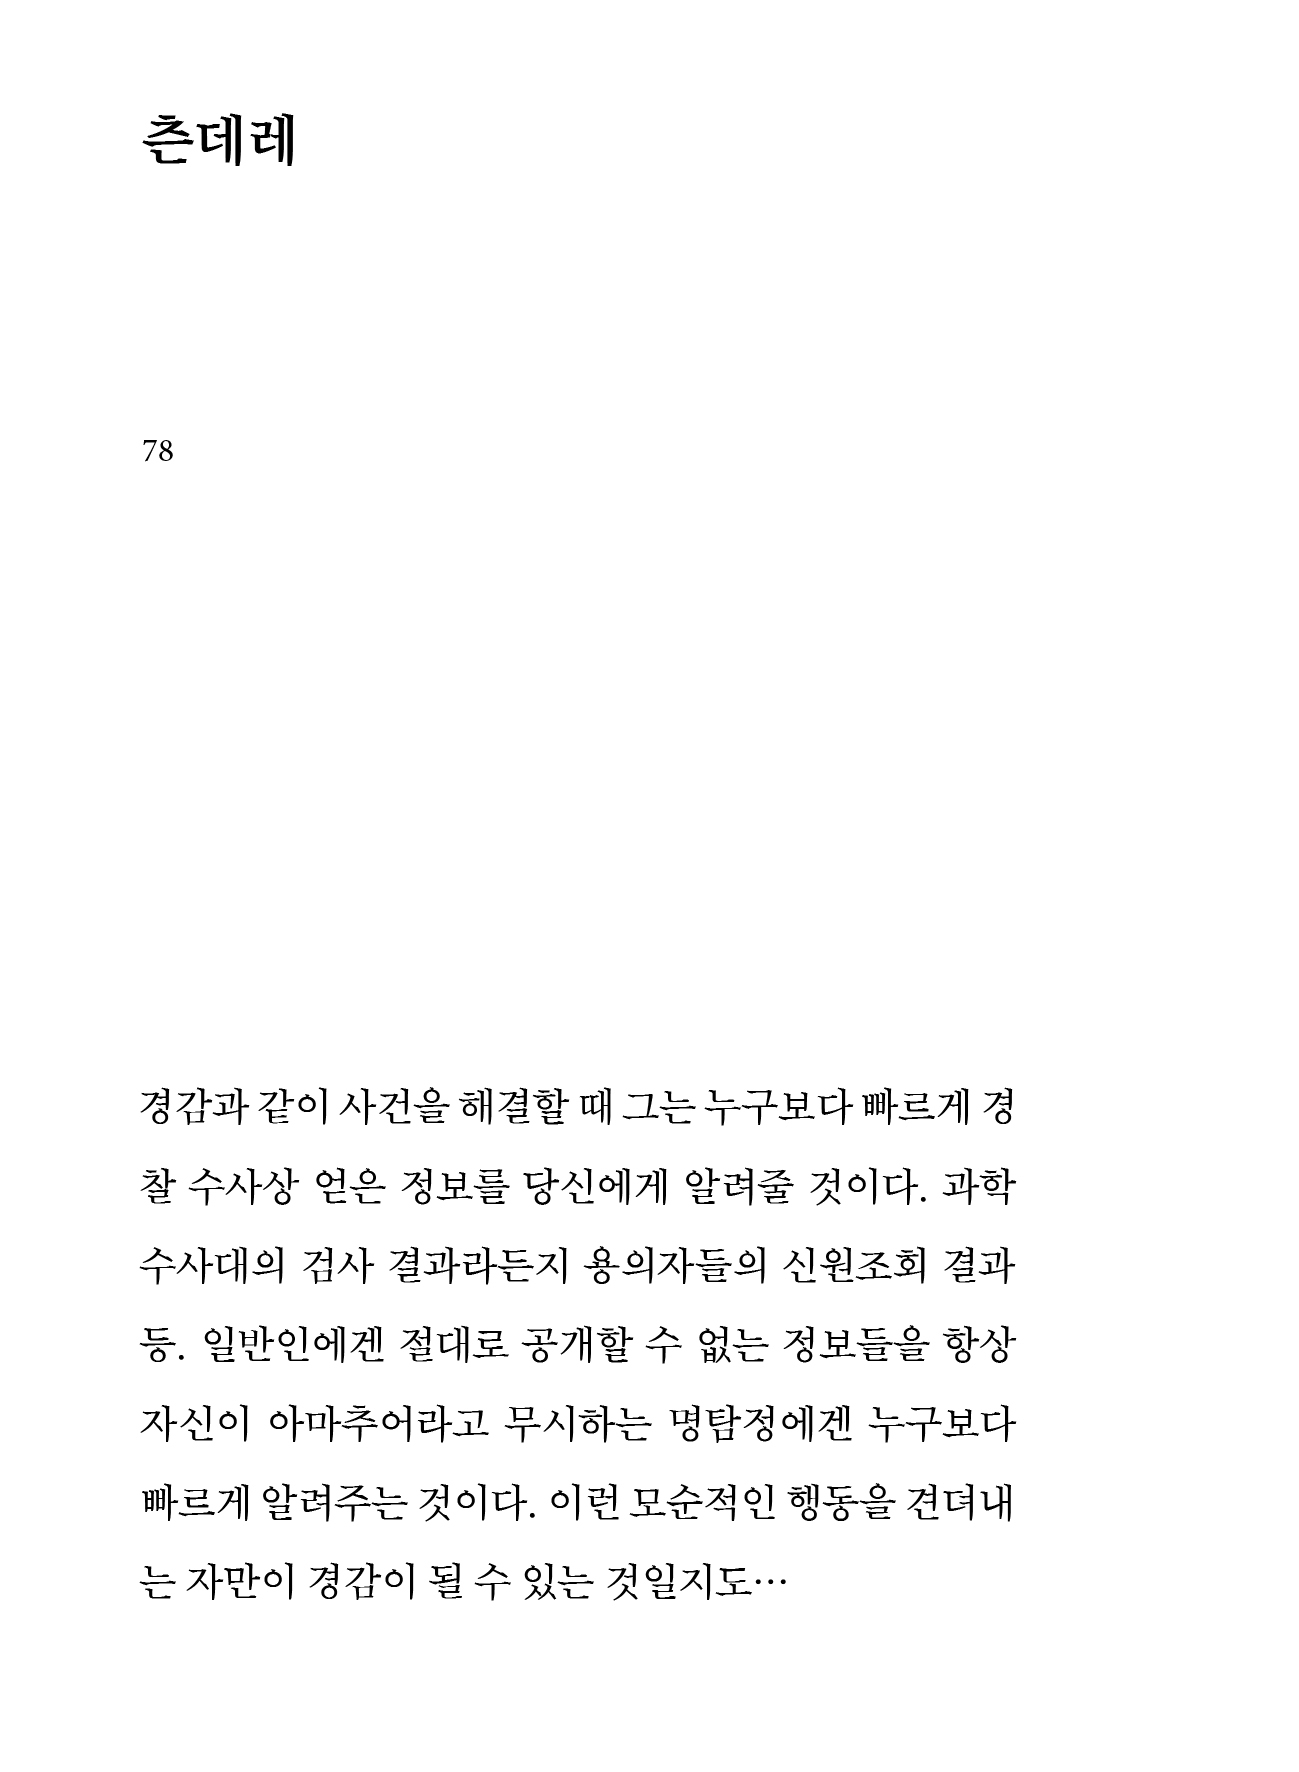 츤데레
78
경감과 같이 사건을 해결할 때 그는 누구보다 빠르게 경
찰 수사상 얻은 정보를 당신에게 알려줄 것이다. 과학
수사대의 검사 결과라든지 용의자들의 신원조회 결과
등. 일반인에겐 절대로 공개할 수 없는 정보들을 항상
자신이 아마추어라고 무시하는 명탐정에겐 누구보다
빠르게 알려주는 것이다. 이런 모순적인 행동을 견뎌내
는 자만이 경감이 될 수 있는 것일지도…